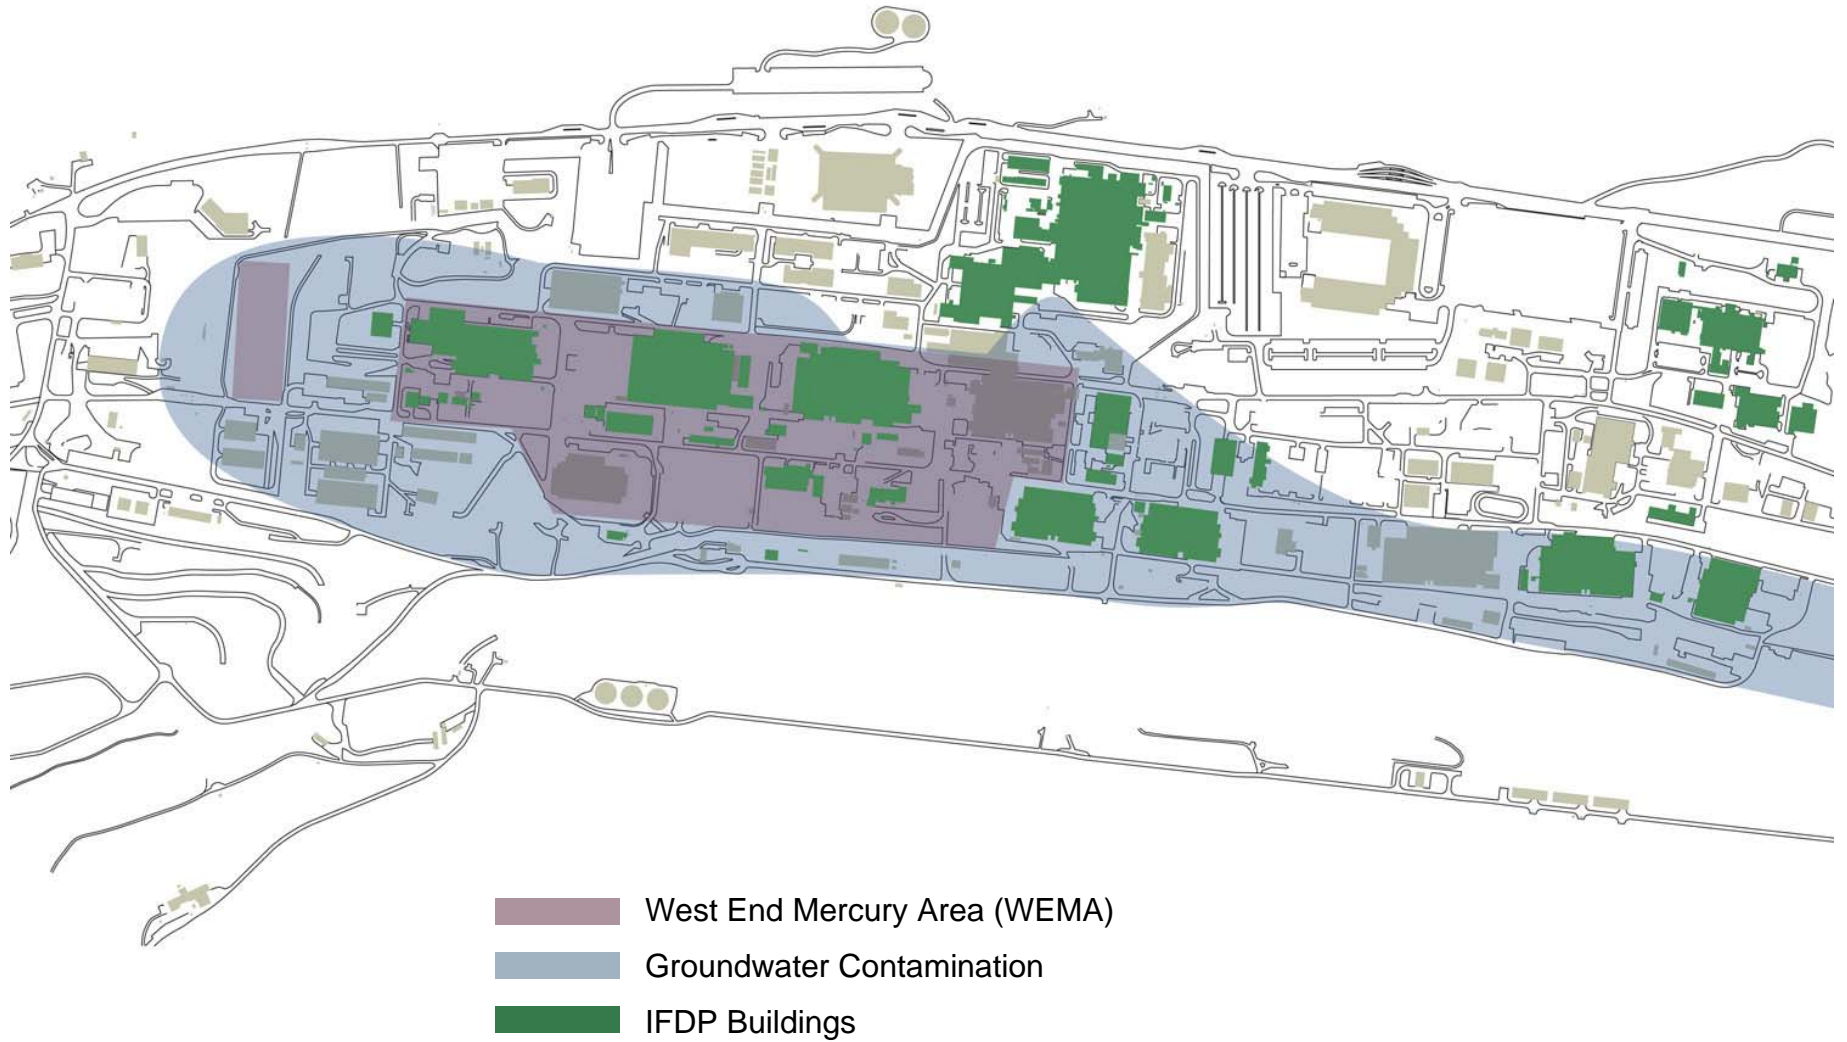 West End Mercury Area (WEMA)
Groundwater Contamination
IFDP Buildings